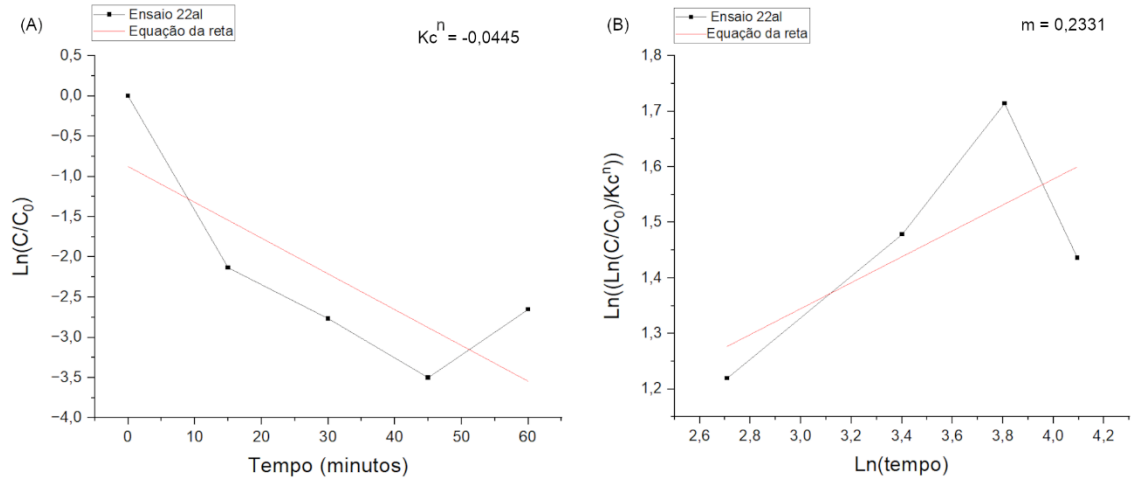 (A)
Ensaio 22al
Equação da reta
Kcⁿ = -0,0445
0,5
0,0
−0,5
−1,0
−1,5
−2,0
−2,5
−3,0
−3,5
−4,0
Ln(C/C₀)
0 10 20 30 40 50 60
Tempo (minutos)
(B)
Ensaio 22al
Equação da reta
m = 0,2331
1,8
1,7
1,6
1,5
1,4
1,3
1,2
Ln((Ln(C/C₀)/Kcⁿ))
2,6 2,8 3,0 3,2 3,4 3,6 3,8 4,0 4,2
Ln(tempo)